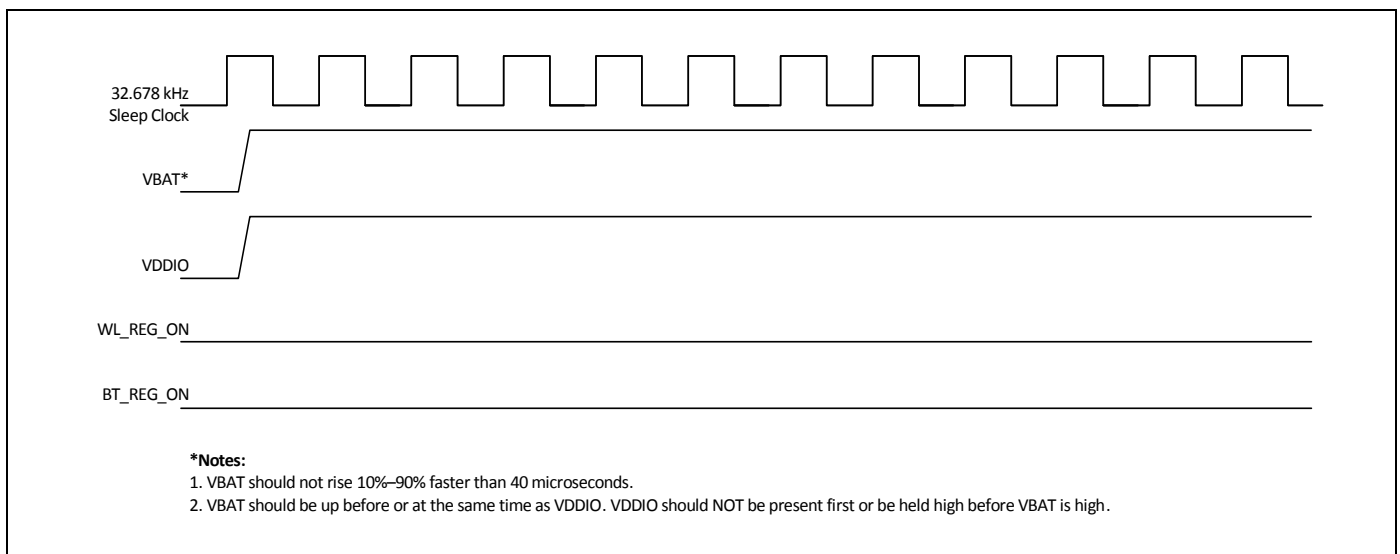 32.678 kHz
Sleep Clock
VBAT*
VDDIO
WL_REG_ON
BT_REG_ON
*Notes:
1. VBAT should not rise 10%–90% faster than 40 microseconds.
2. VBAT should be up before or at the same time as VDDIO. VDDIO should NOT be present first or be held high before VBAT is high.